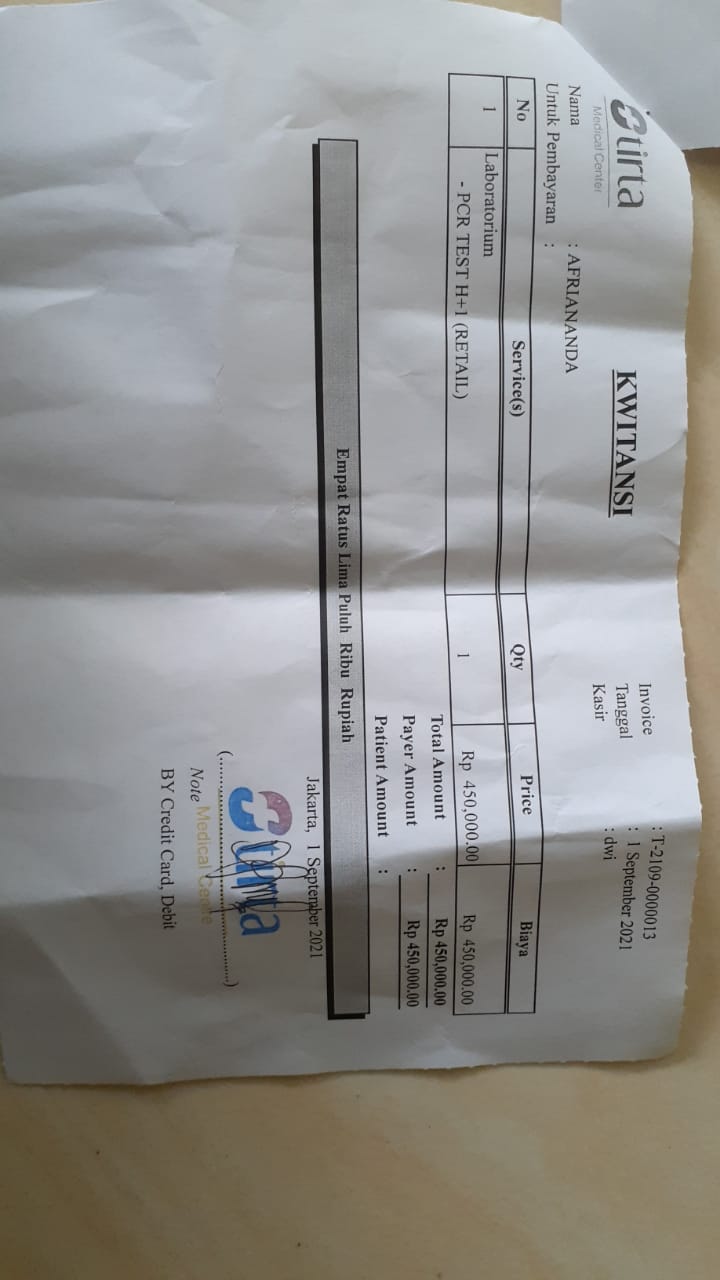 tirta
Medical Center
KWITANSI
Invoice : T-2109-0000013
Tanggal : 1 September 2021
Kasir : dwi
Nama : AFRIANANDA
Untuk Pembayaran :
No Service(s) Qty Price Biaya
1 Laboratorium
- PCR TEST H+1 (RETAIL) 1 Rp 450,000.00 Rp 450,000.00
Total Amount : Rp 450,000.00
Payer Amount : Rp 450,000.00
Patient Amount :
Empat Ratus Lima Puluh Ribu Rupiah
Jakarta, 1 September 2021
tirta
(....................................................)
Note Medical Centre
BY Credit Card, Debit